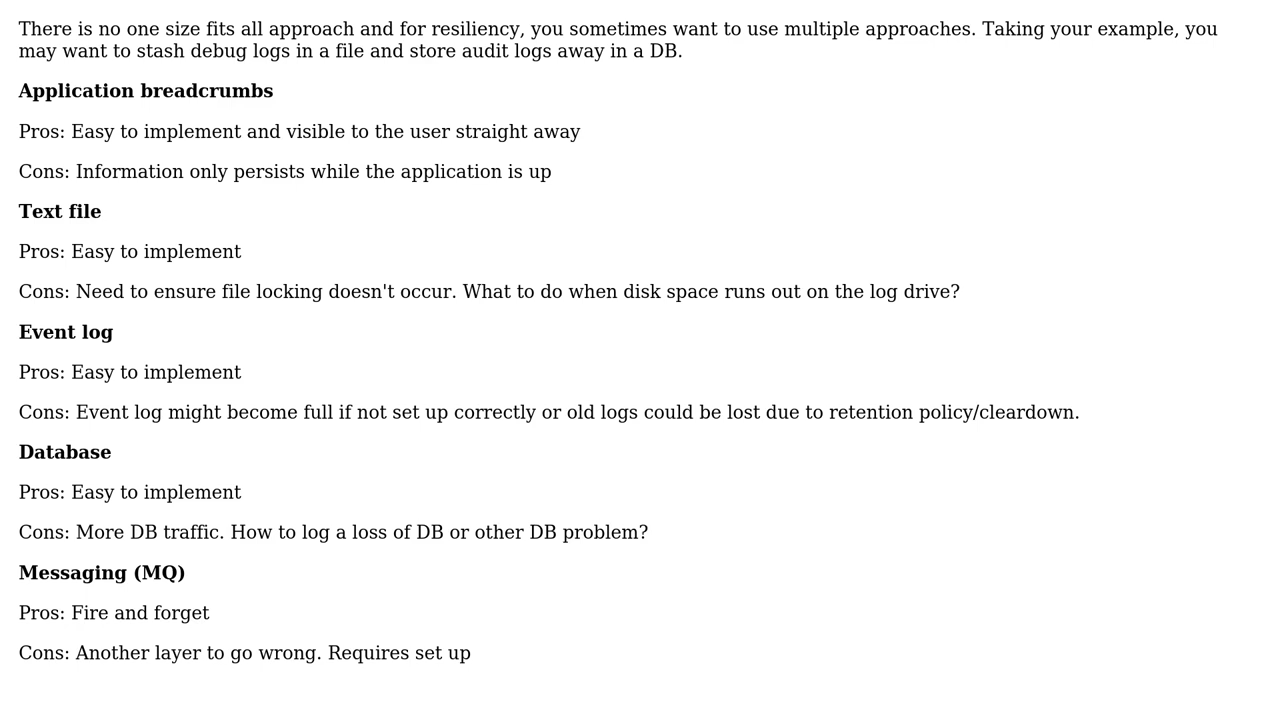 There is no one size fits all approach and for resiliency, you sometimes want to use multiple approaches. Taking your example, you
may want to stash debug logs in a file and store audit logs away in a DB.
Application breadcrumbs
Pros: Easy to implement and visible to the user straight away
Cons: Information only persists while the application is up
Text file
Pros: Easy to implement
Cons: Need to ensure file locking doesn't occur. What to do when disk space runs out on the log drive?
Event log
Pros: Easy to implement
Cons: Event log might become full if not set up correctly or old logs could be lost due to retention policy/cleardown.
Database
Pros: Easy to implement
Cons: More DB traffic. How to log a loss of DB or other DB problem?
Messaging (MQ)
Pros: Fire and forget
Cons: Another layer to go wrong. Requires set up